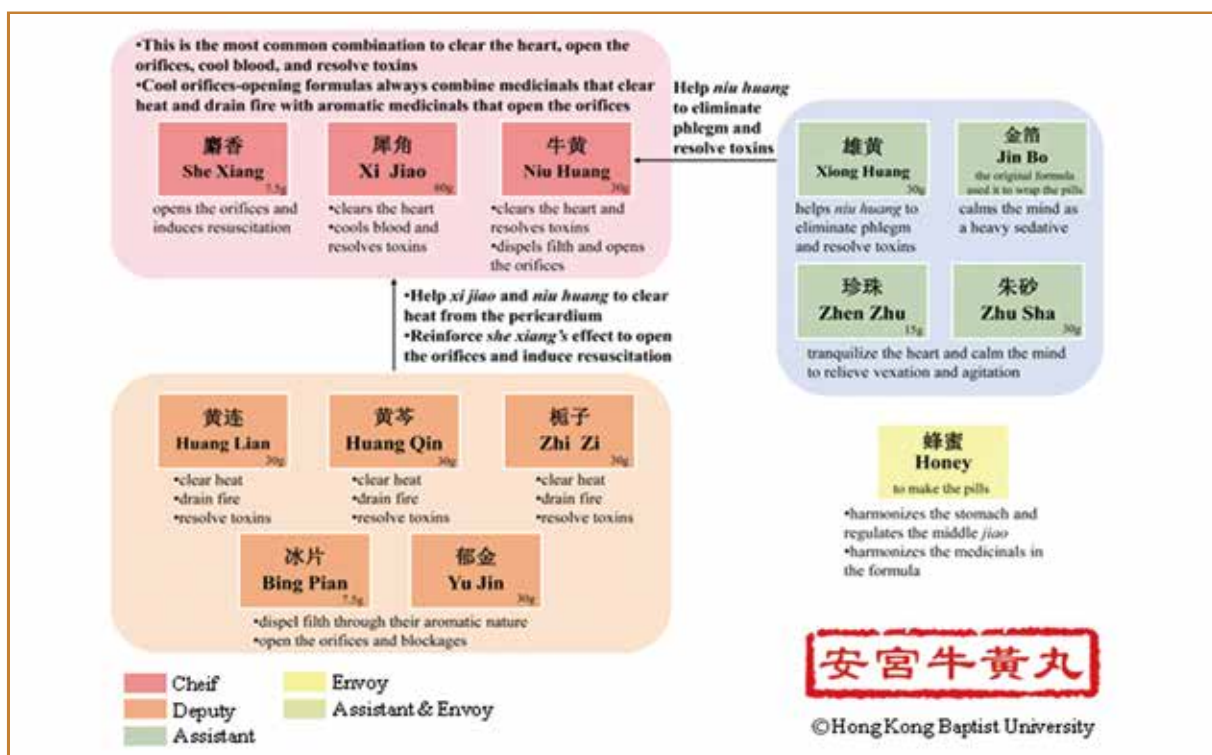 •This is the most common combination to clear the heart, open the
orifices, cool blood, and resolve toxins
•Cool orifices-opening formulas always combine medicinals that clear
heat and drain fire with aromatic medicinals that open the orifices
麝香
She Xiang
7.5g
opens the orifices and
induces resuscitation
犀角
Xi Jiao
60g
•clears the heart
•cools blood and
resolves toxins
牛黄
Niu Huang
30g
•clears the heart and
resolves toxins
•dispels filth and opens
the orifices
Help niu huang
to eliminate
phlegm and
resolve toxins
雄黄
Xiong Huang
30g
helps niu huang to
eliminate phlegm
and resolve toxins
金箔
Jin Bo
the original formula
used it to wrap the pills
calms the mind as
a heavy sedative
珍珠
Zhen Zhu
15g
朱砂
Zhu Sha
30g
tranquilize the heart and calm the mind
to relieve vexation and agitation
•Help xi jiao and niu huang to clear
heat from the pericardium
•Reinforce she xiang's effect to open
the orifices and induce resuscitation
黄连
Huang Lian
30g
•clear heat
•drain fire
•resolve toxins
黄芩
Huang Qin
30g
•clear heat
•drain fire
•resolve toxins
栀子
Zhi Zi
30g
•clear heat
•drain fire
•resolve toxins
冰片
Bing Pian
7.5g
郁金
Yu Jin
30g
•dispel filth through their aromatic nature
•open the orifices and blockages
蜂蜜
Honey
to make the pills
•harmonizes the stomach and
regulates the middle jiao
•harmonizes the medicinals in
the formula
Cheif
Deputy
Assistant
Envoy
Assistant & Envoy
安宮牛黃丸
©Hong Kong Baptist University